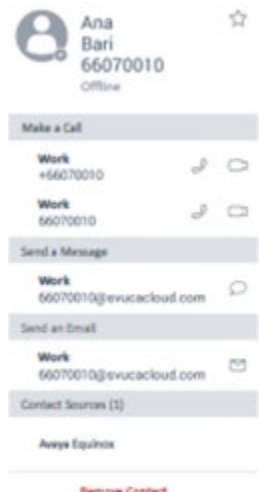 Ana
Bari
66070010
Offline
Make a Call
Work
+66070010
Work
66070010
Send a Message
Work
66070010@svucacloud.com
Send an Email
Work
66070010@svucacloud.com
Contact Sources (1)
Avaya Equinox
Remove Contact